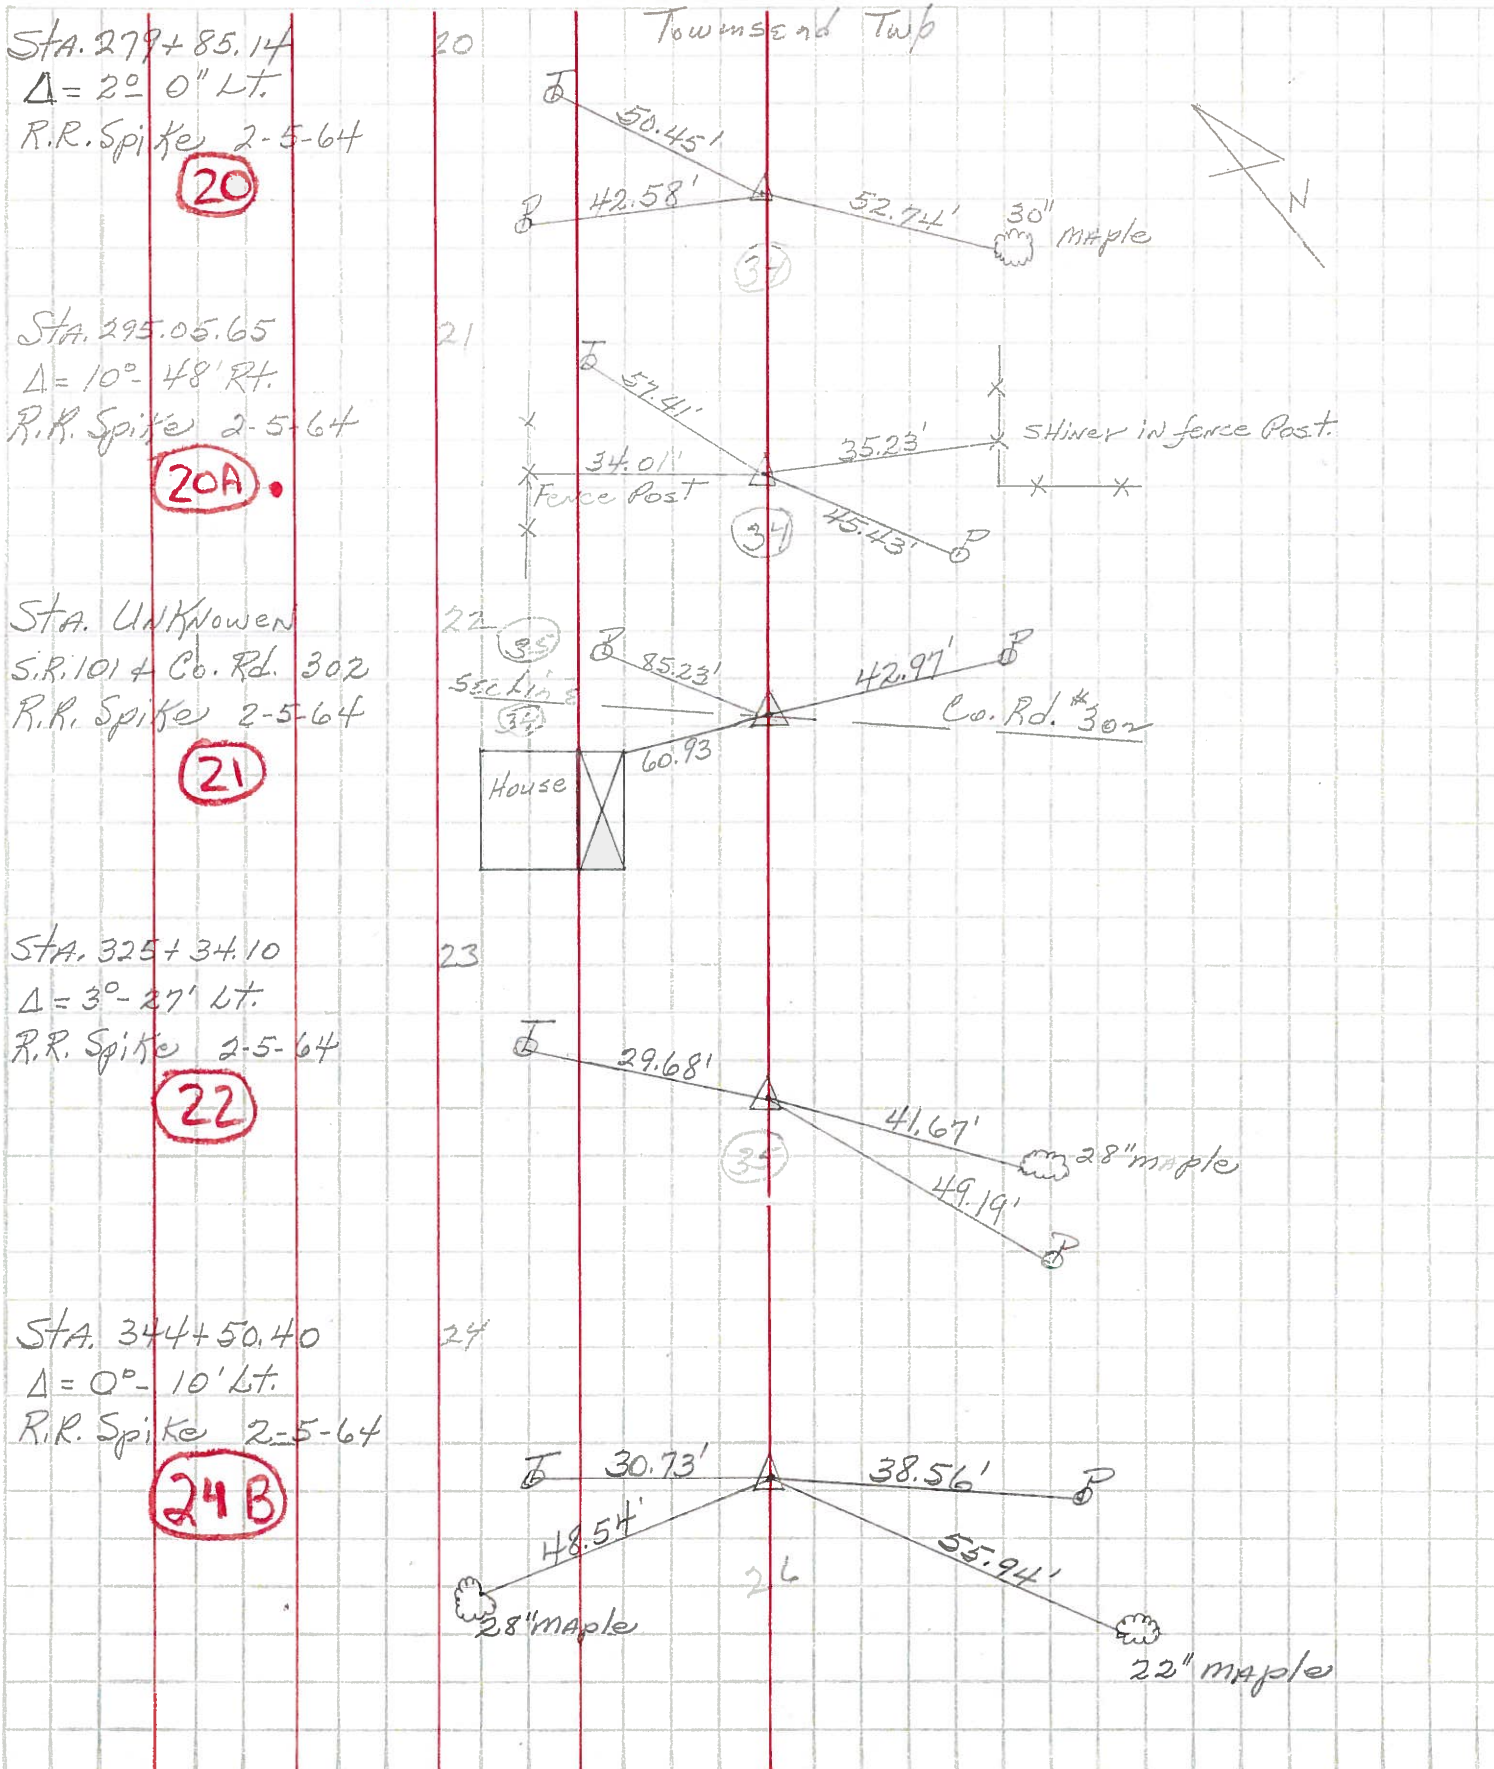 Townsend Twp
Sta. 279+85.14
Δ = 2° 0" Lt.
R.R. Spike 2-5-64
20
20
T
50.45'
P
42.58'
52.74'
30" Maple
34
N
Sta. 295.05.65
Δ = 10°- 48' Rt.
R.R. Spike 2-5-64
20A
21
T
57.41'
34.01'
Fence Post
35.23'
Shiner in fence Post.
45.43'
P
34
Sta. UnKnowen
S.R. 101 & Co. Rd. 302
R.R. Spike 2-5-64
21
22
35
P
85.23'
42.97'
P
Sec Line
34
Co. Rd. #302
60.93
House
Sta. 325+34.10
Δ = 3°- 27' Lt.
R.R. Spike 2-5-64
22
23
T
29.68'
41.67'
28" maple
35
49.19'
P
Sta. 344+50.40
Δ = 0°- 10' Lt.
R.R. Spike 2-5-64
24B
24
T
30.73'
38.56'
P
48.54'
55.94'
26
28" maple
22" maple